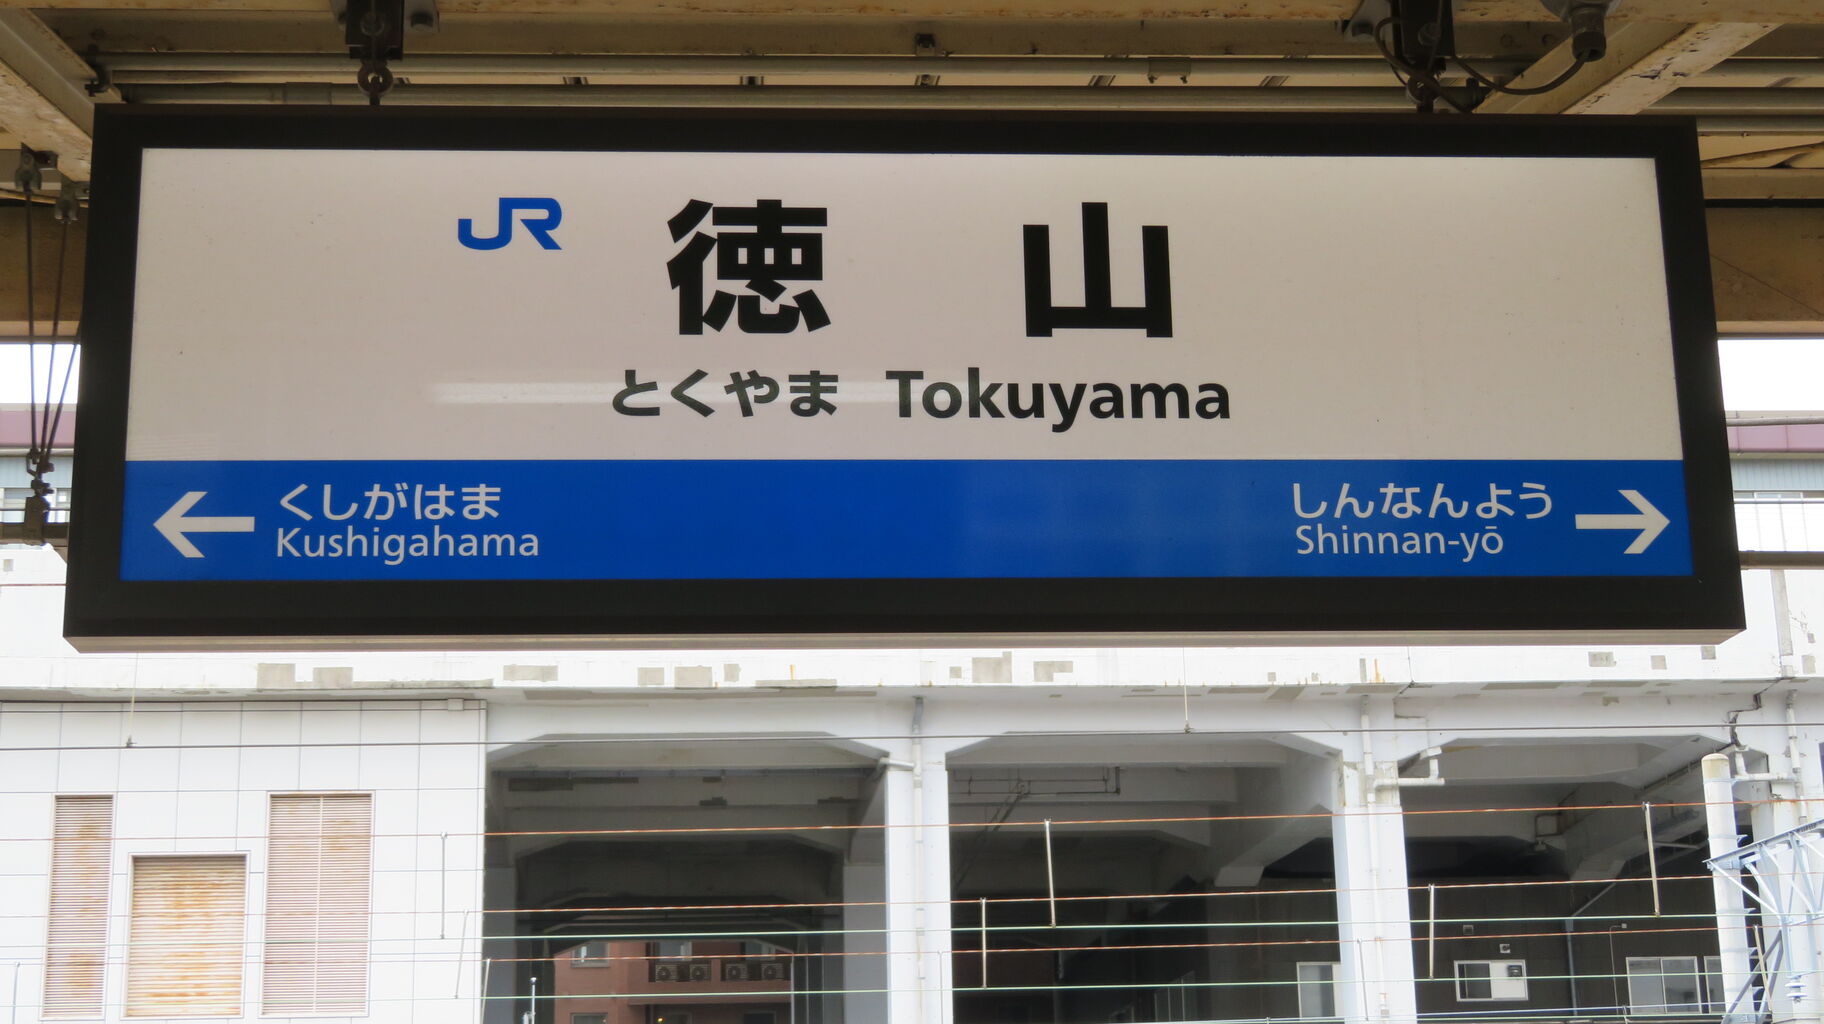 JR 徳山
とくやま Tokuyama
← くしがはま
Kushigahama
しんなんよう →
Shinnan-yō